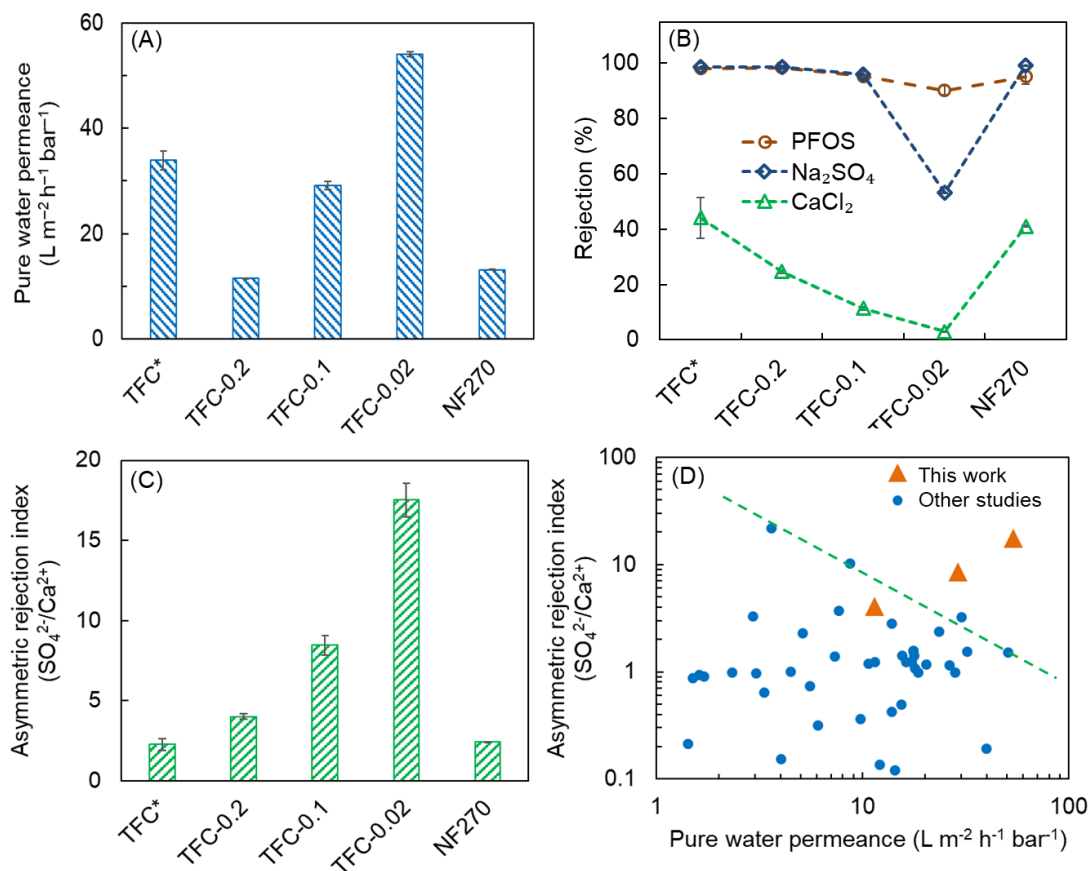 (A)
Pure water permeance
(L m⁻² h⁻¹ bar⁻¹)
60
40
20
0
TFC*
TFC-0.2
TFC-0.1
TFC-0.02
NF270
(B)
Rejection (%)
100
80
60
40
20
0
PFOS
Na₂SO₄
CaCl₂
TFC*
TFC-0.2
TFC-0.1
TFC-0.02
NF270
(C)
Asymmetric rejection index
(SO₄²⁻/Ca²⁺)
20
15
10
5
0
TFC*
TFC-0.2
TFC-0.1
TFC-0.02
NF270
(D)
Asymmetric rejection index
(SO₄²⁻/Ca²⁺)
100
10
1
0.1
This work
Other studies
1
10
100
Pure water permeance (L m⁻² h⁻¹ bar⁻¹)